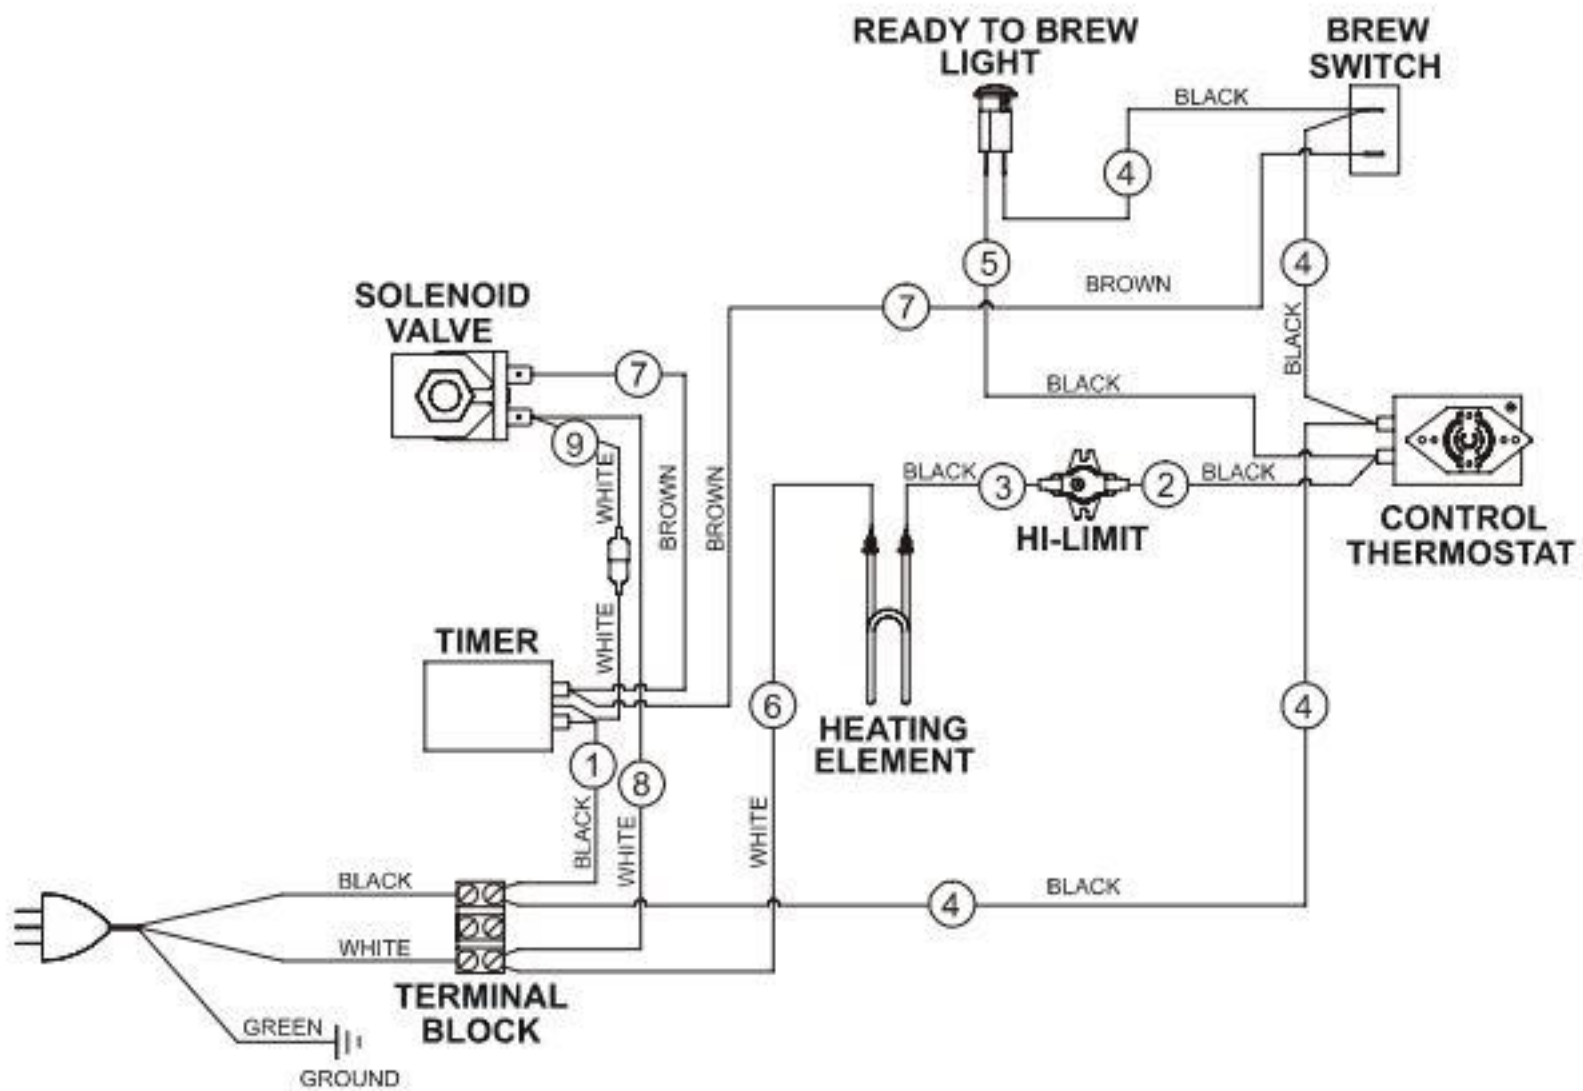 READY TO BREW
LIGHT
BREW
SWITCH
BLACK
4
5
4
BROWN
7
BLACK
SOLENOID
VALVE
7
BLACK
9
WHITE
BROWN
BROWN
BLACK
3
2
BLACK
HI-LIMIT
CONTROL
THERMOSTAT
WHITE
TIMER
6
4
HEATING
ELEMENT
1
8
BLACK
WHITE
WHITE
BLACK
4
BLACK
WHITE
TERMINAL
BLOCK
GREEN
GROUND